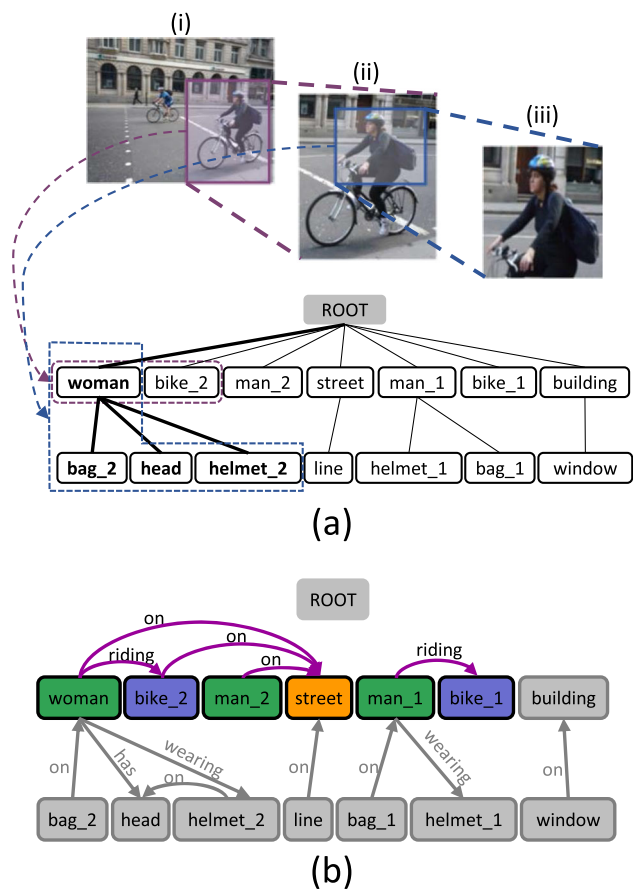 (i)
(ii)
(iii)
ROOT
woman bike_2 man_2 street man_1 bike_1 building
bag_2 head helmet_2 line helmet_1 bag_1 window
(a)
ROOT
on
on
riding
on
riding
woman bike_2 man_2 street man_1 bike_1 building
on
has
wearing
on
on
on
wearing
on
bag_2 head helmet_2 line bag_1 helmet_1 window
(b)